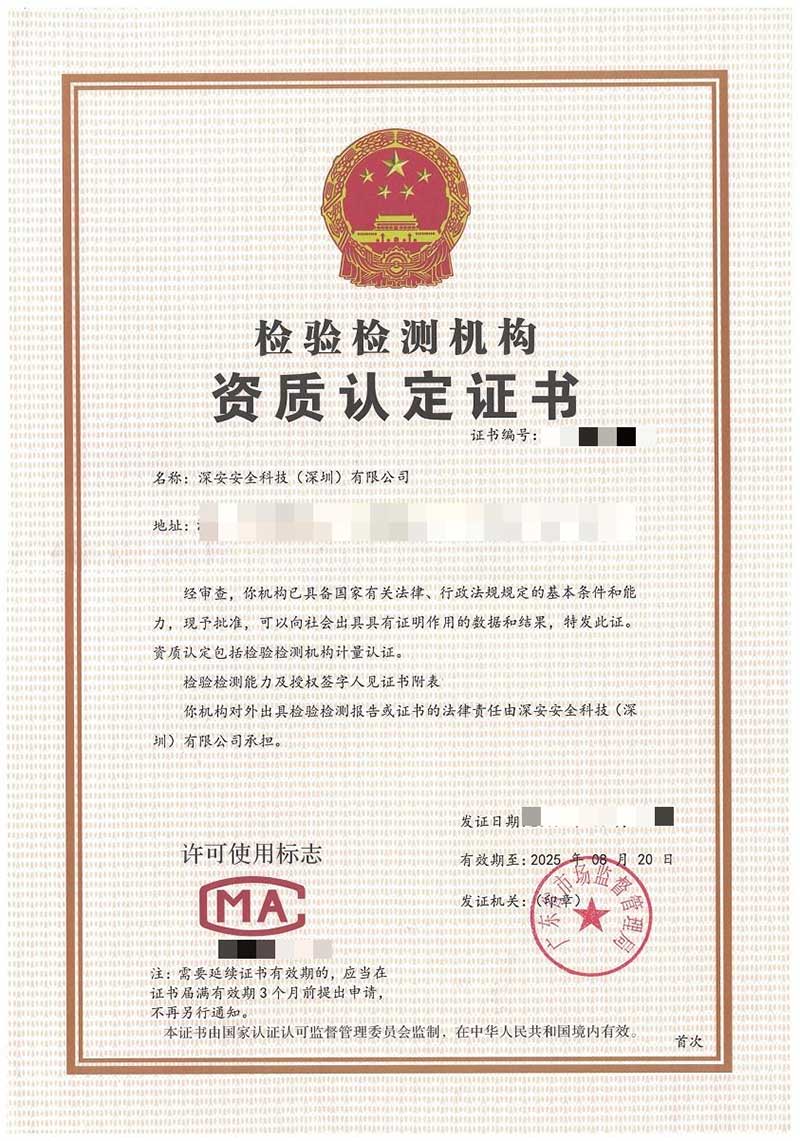 检验检测机构
资质认定证书
证书编号：
名称：深安安全科技（深圳）有限公司
地址：
经审查，你机构已具备国家有关法律、行政法规规定的基本条件和能
力，现予批准，可以向社会出具具有证明作用的数据和结果，特发此证。
资质认定包括检验检测机构计量认证。
检验检测能力及授权签字人见证书附表
你机构对外出具检验检测报告或证书的法律责任由深安安全科技（深
圳）有限公司承担。
许可使用标志
MA
发证日期
有效期至：2025 年 08 月 20 日
发证机关：（印章）
广东省市场监督管理局
注：需要延续证书有效期的，应当在
证书届满有效期 3 个月前提出申请，
不再另行通知。
本证书由国家认证认可监督管理委员会监制，在中华人民共和国境内有效。
首次